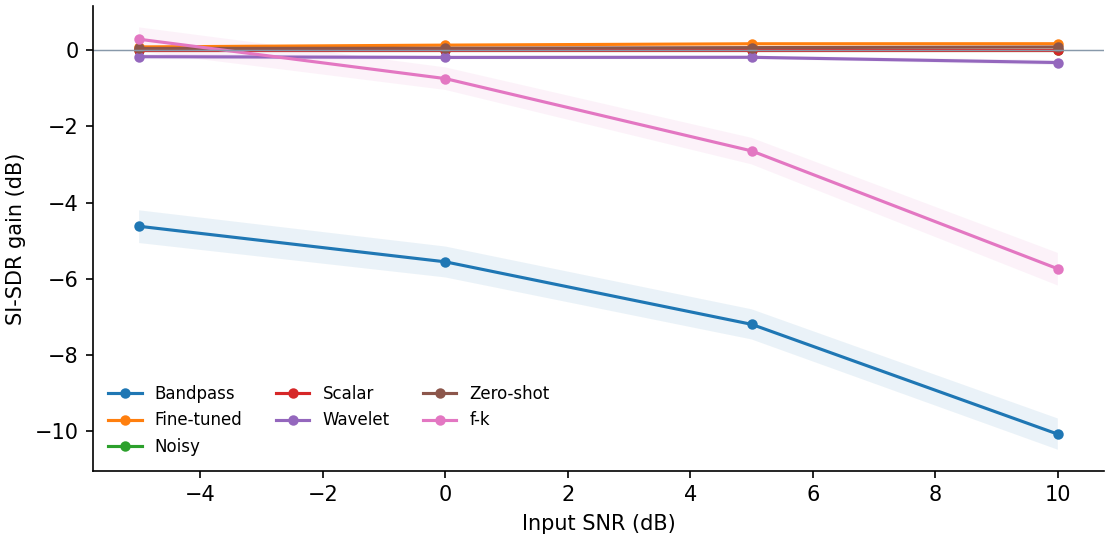 0
−2
−4
−6
−8
−10
SI-SDR gain (dB)
Bandpass
Fine-tuned
Noisy
Scalar
Wavelet
Zero-shot
f-k
−4 −2 0 2 4 6 8 10
Input SNR (dB)